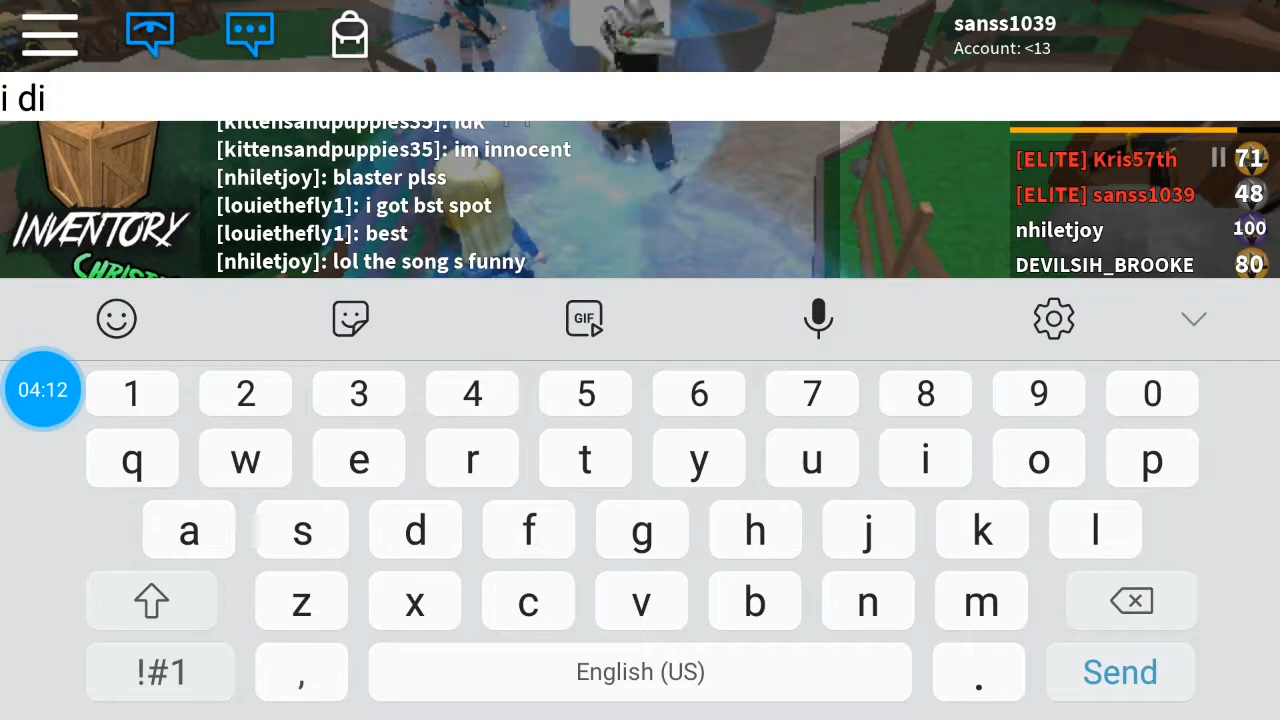 sanss1039
Account: <13
i di
[kittensandpuppies35]: idk
[kittensandpuppies35]: im innocent
[nhiletjoy]: blaster plss
[louiethefly1]: i got bst spot
[louiethefly1]: best
[nhiletjoy]: lol the song s funny
INVENTORY
[ELITE] Kris57th 71
[ELITE] sanss1039 48
nhiletjoy 100
DEVILSIH_BROOKE 80
GIF
04:12
1 2 3 4 5 6 7 8 9 0
q w e r t y u i o p
a s d f g h j k l
z x c v b n m
!#1 , English (US) . Send